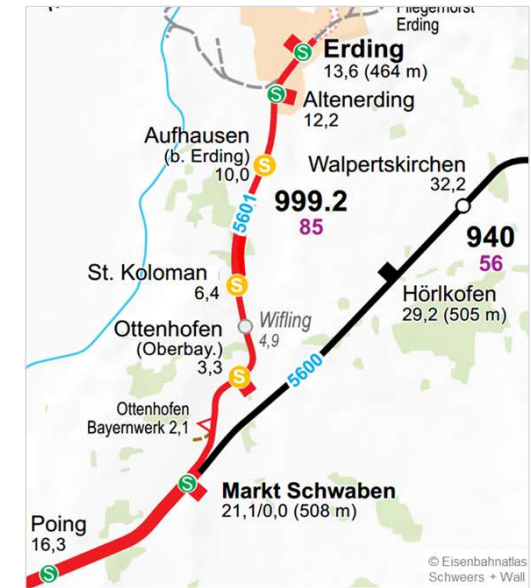 Fliegerhorst
Erding
Erding
13,6 (464 m)
Altenerding
12,2
Aufhausen
(b. Erding)
10,0
Walpertskirchen
32,2
999.2
85
5601
940
56
St. Koloman
6,4
Hörlkofen
29,2 (505 m)
Wifling
4,9
Ottenhofen
(Oberbay.)
3,3
5600
Ottenhofen
Bayernwerk 2,1
Markt Schwaben
21,1/0,0 (508 m)
Poing
16,3
© Eisenbahnatlas
Schweers + Wall
S
S
S
S
S
S
S